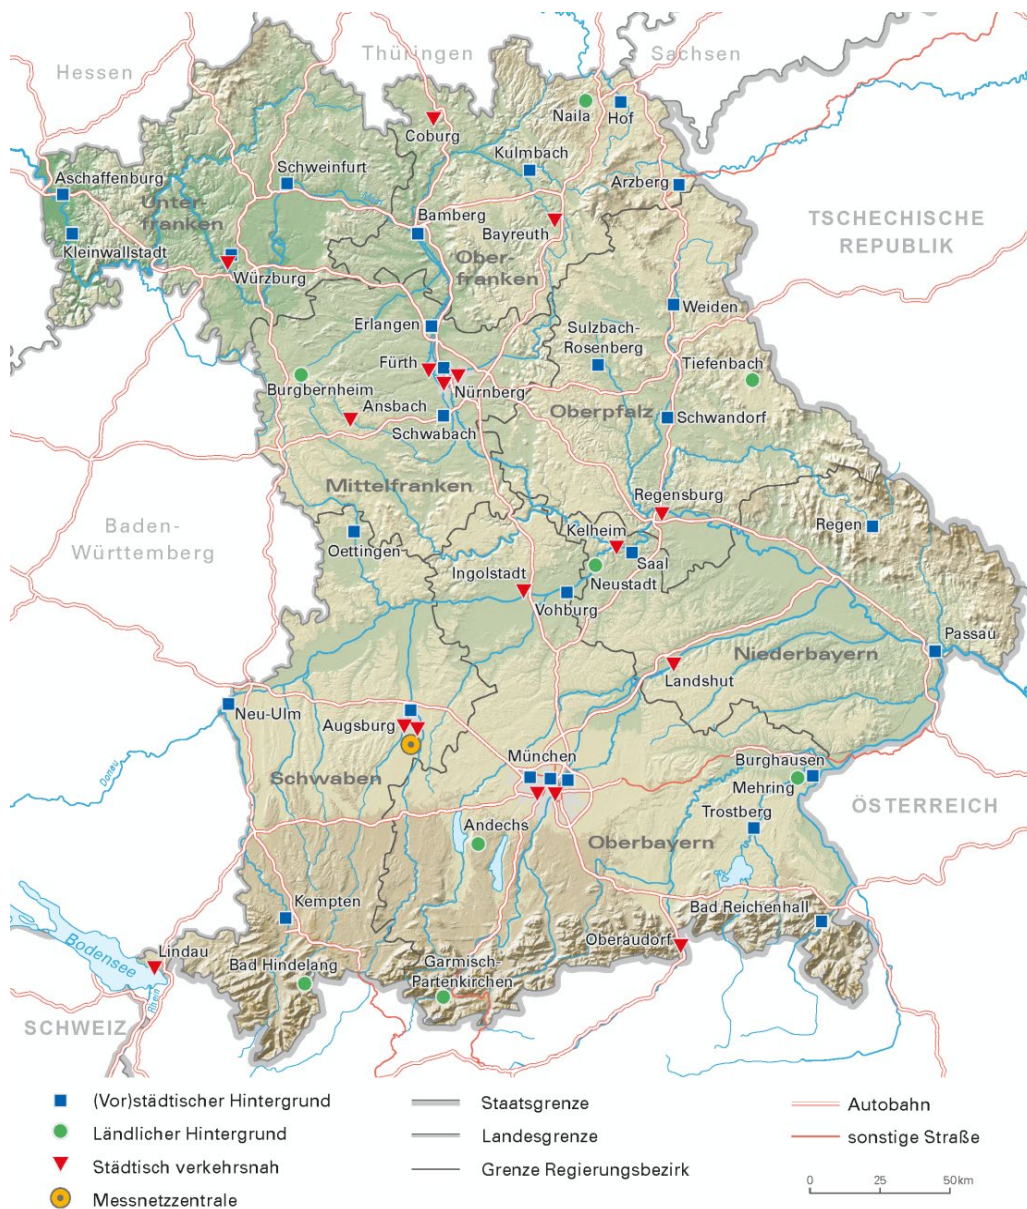 Thüringen
Sachsen
Hessen
Naila
Hof
Coburg
Kulmbach
Schweinfurt
Aschaffenburg
Arzberg
Unter-
franken
Bamberg
Bayreuth
TSCHECHISCHE
REPUBLIK
Kleinwallstadt
Ober-
franken
Würzburg
Weiden
Erlangen
Sulzbach-
Rosenberg
Fürth
Tiefenbach
Burgbernheim
Nürnberg
Ansbach
Oberpfalz
Schwandorf
Schwabach
Mittelfranken
Regensburg
Baden-
Württemberg
Regen
Kelheim
Oettingen
Saal
Ingolstadt
Neustadt
Vohburg
Passau
Niederbayern
Landshut
Neu-Ulm
Augsburg
München
Burghausen
Donau
Schwaben
Mehring
ÖSTERREICH
Trostberg
Andechs
Oberbayern
Kempten
Bad Reichenhall
Bodensee
Lindau
Oberaudorf
Bad Hindelang
Garmisch-
Partenkirchen
Rhein
SCHWEIZ
(Vor)städtischer Hintergrund
Ländlicher Hintergrund
Städtisch verkehrsnah
Messnetzzentrale
Staatsgrenze
Landesgrenze
Grenze Regierungsbezirk
Autobahn
sonstige Straße
0 25 50km